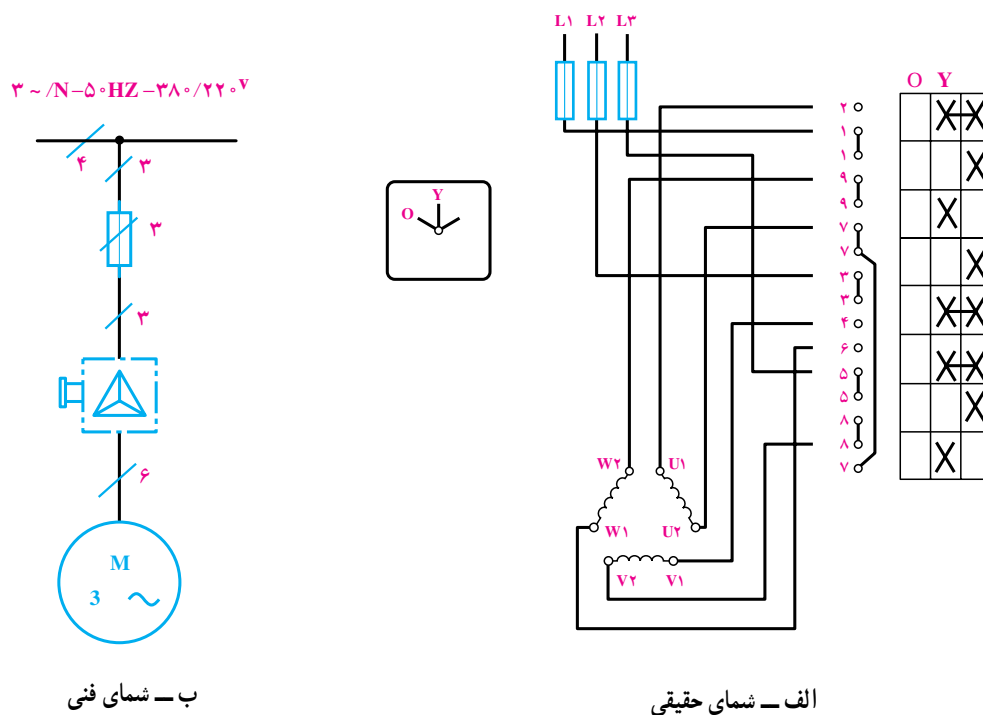 L۱ L۲ L۳
۳ ~ /N–۵۰HZ –۳۸۰/۲۲۰V
۴
۳
۳
۳
۶
M
3
O
Y
O Y
۲
۱
۱
۹
۹
۷
۷
۳
۳
۴
۶
۵
۵
۸
۸
۷
W۲ U۱
W۱ U۲
V۲ V۱
الف ــ شمای حقیقی
ب ــ شمای فنی